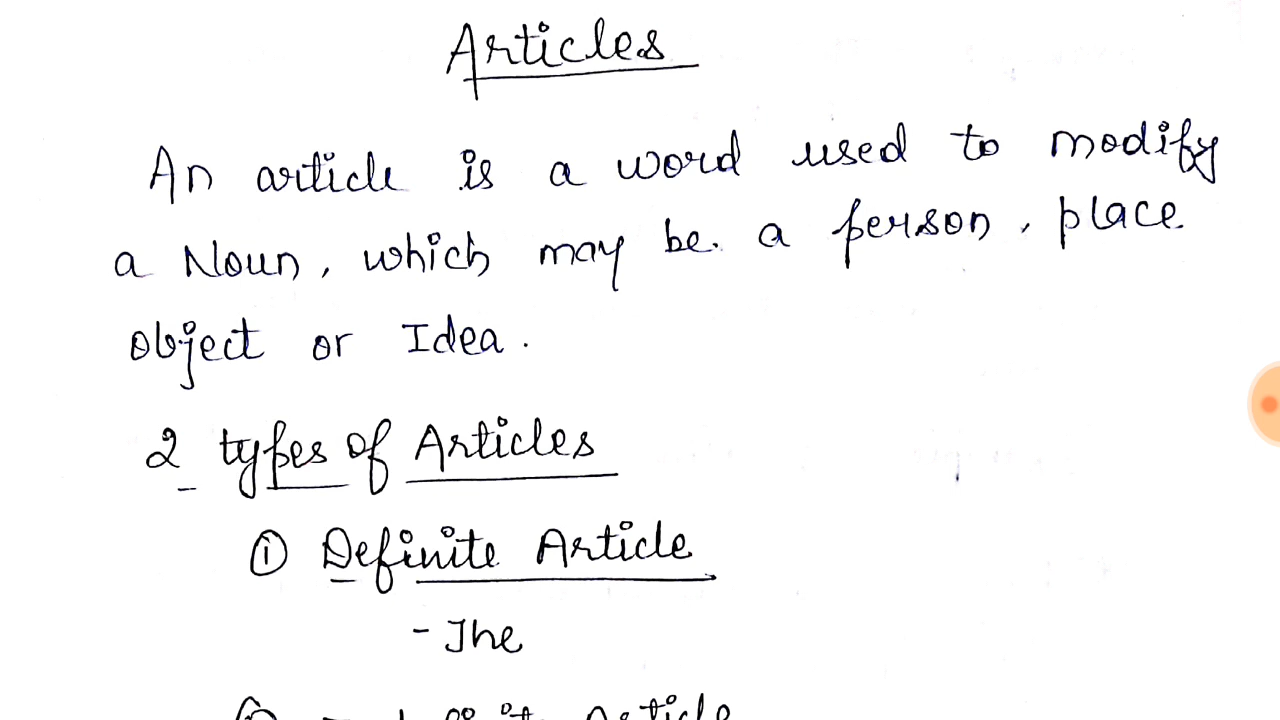 Articles
An article is a word used to modify
a Noun, which may be. a person, place
object or Idea.
2 types of Articles
① Definite Article
- The
Article